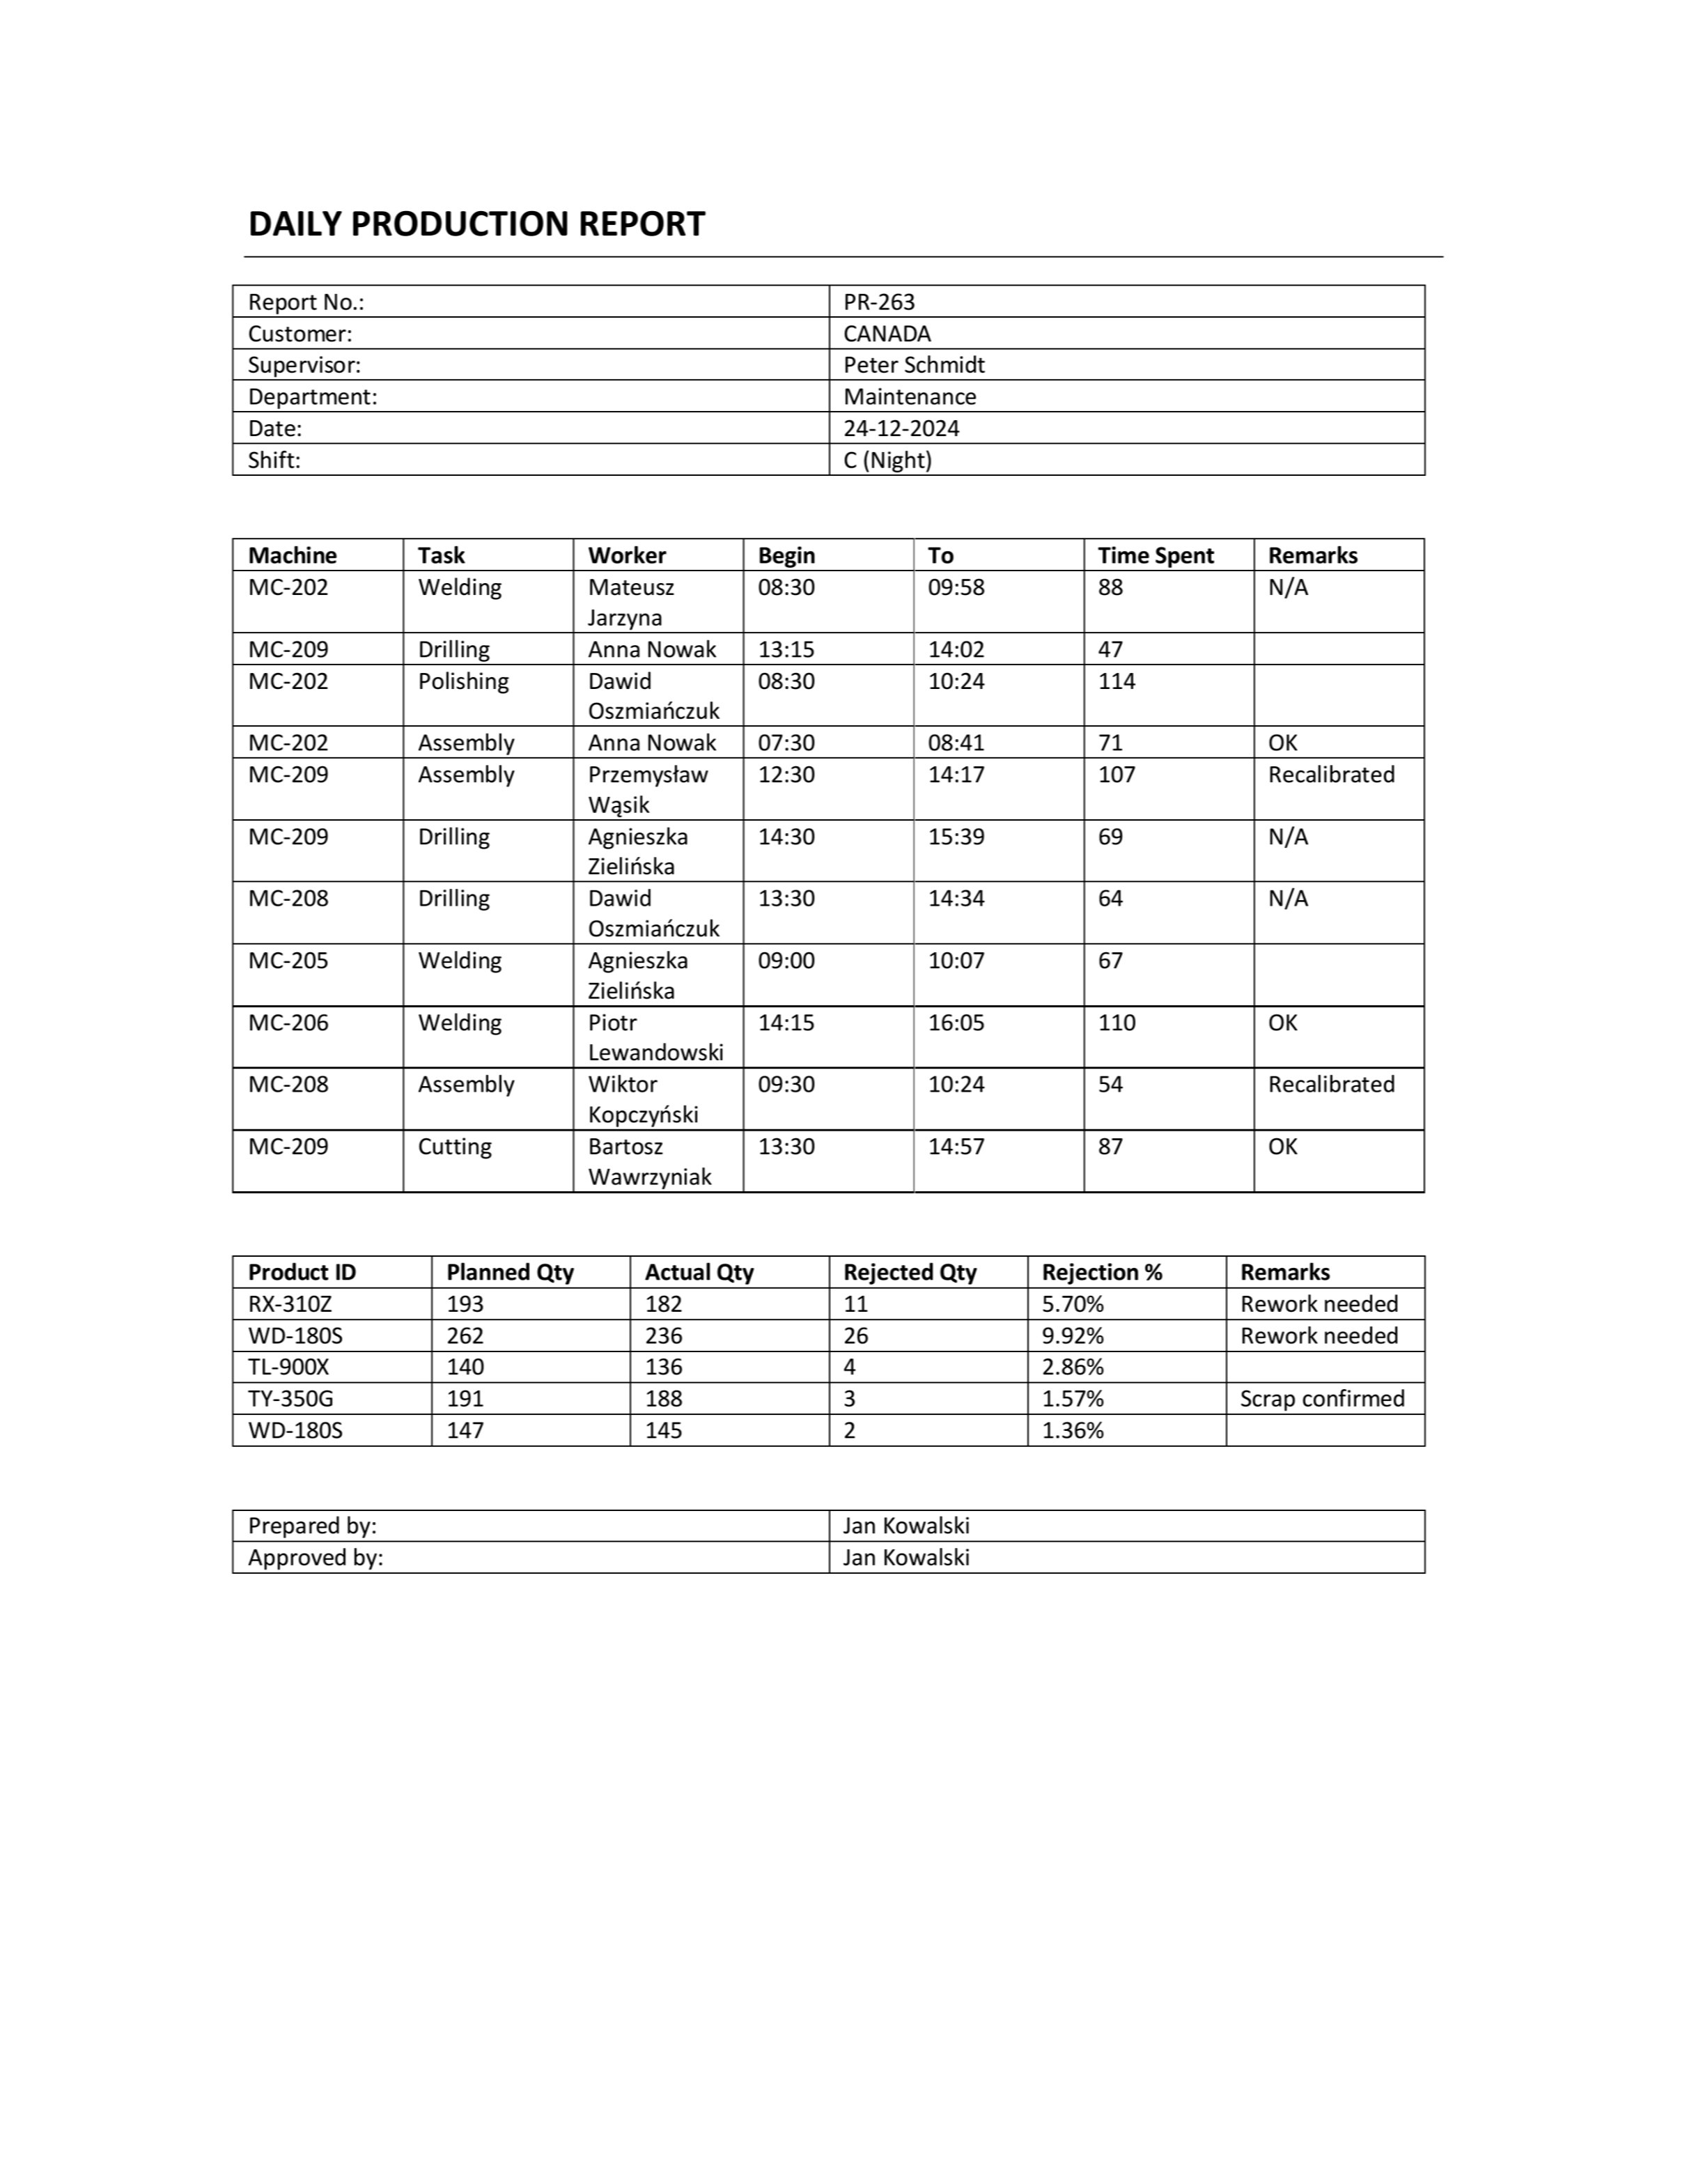 DAILY PRODUCTION REPORT
Report No.: PR-263
Customer: CANADA
Supervisor: Peter Schmidt
Department: Maintenance
Date: 24-12-2024
Shift: C (Night)
Machine Task Worker Begin To Time Spent Remarks
MC-202 Welding Mateusz 08:30 09:58 88 N/A
Jarzyna
MC-209 Drilling Anna Nowak 13:15 14:02 47
MC-202 Polishing Dawid 08:30 10:24 114
Oszmiańczuk
MC-202 Assembly Anna Nowak 07:30 08:41 71 OK
MC-209 Assembly Przemysław 12:30 14:17 107 Recalibrated
Wąsik
MC-209 Drilling Agnieszka 14:30 15:39 69 N/A
Zielińska
MC-208 Drilling Dawid 13:30 14:34 64 N/A
Oszmiańczuk
MC-205 Welding Agnieszka 09:00 10:07 67
Zielińska
MC-206 Welding Piotr 14:15 16:05 110 OK
Lewandowski
MC-208 Assembly Wiktor 09:30 10:24 54 Recalibrated
Kopczyński
MC-209 Cutting Bartosz 13:30 14:57 87 OK
Wawrzyniak
Product ID Planned Qty Actual Qty Rejected Qty Rejection % Remarks
RX-310Z 193 182 11 5.70% Rework needed
WD-180S 262 236 26 9.92% Rework needed
TL-900X 140 136 4 2.86%
TY-350G 191 188 3 1.57% Scrap confirmed
WD-180S 147 145 2 1.36%
Prepared by: Jan Kowalski
Approved by: Jan Kowalski